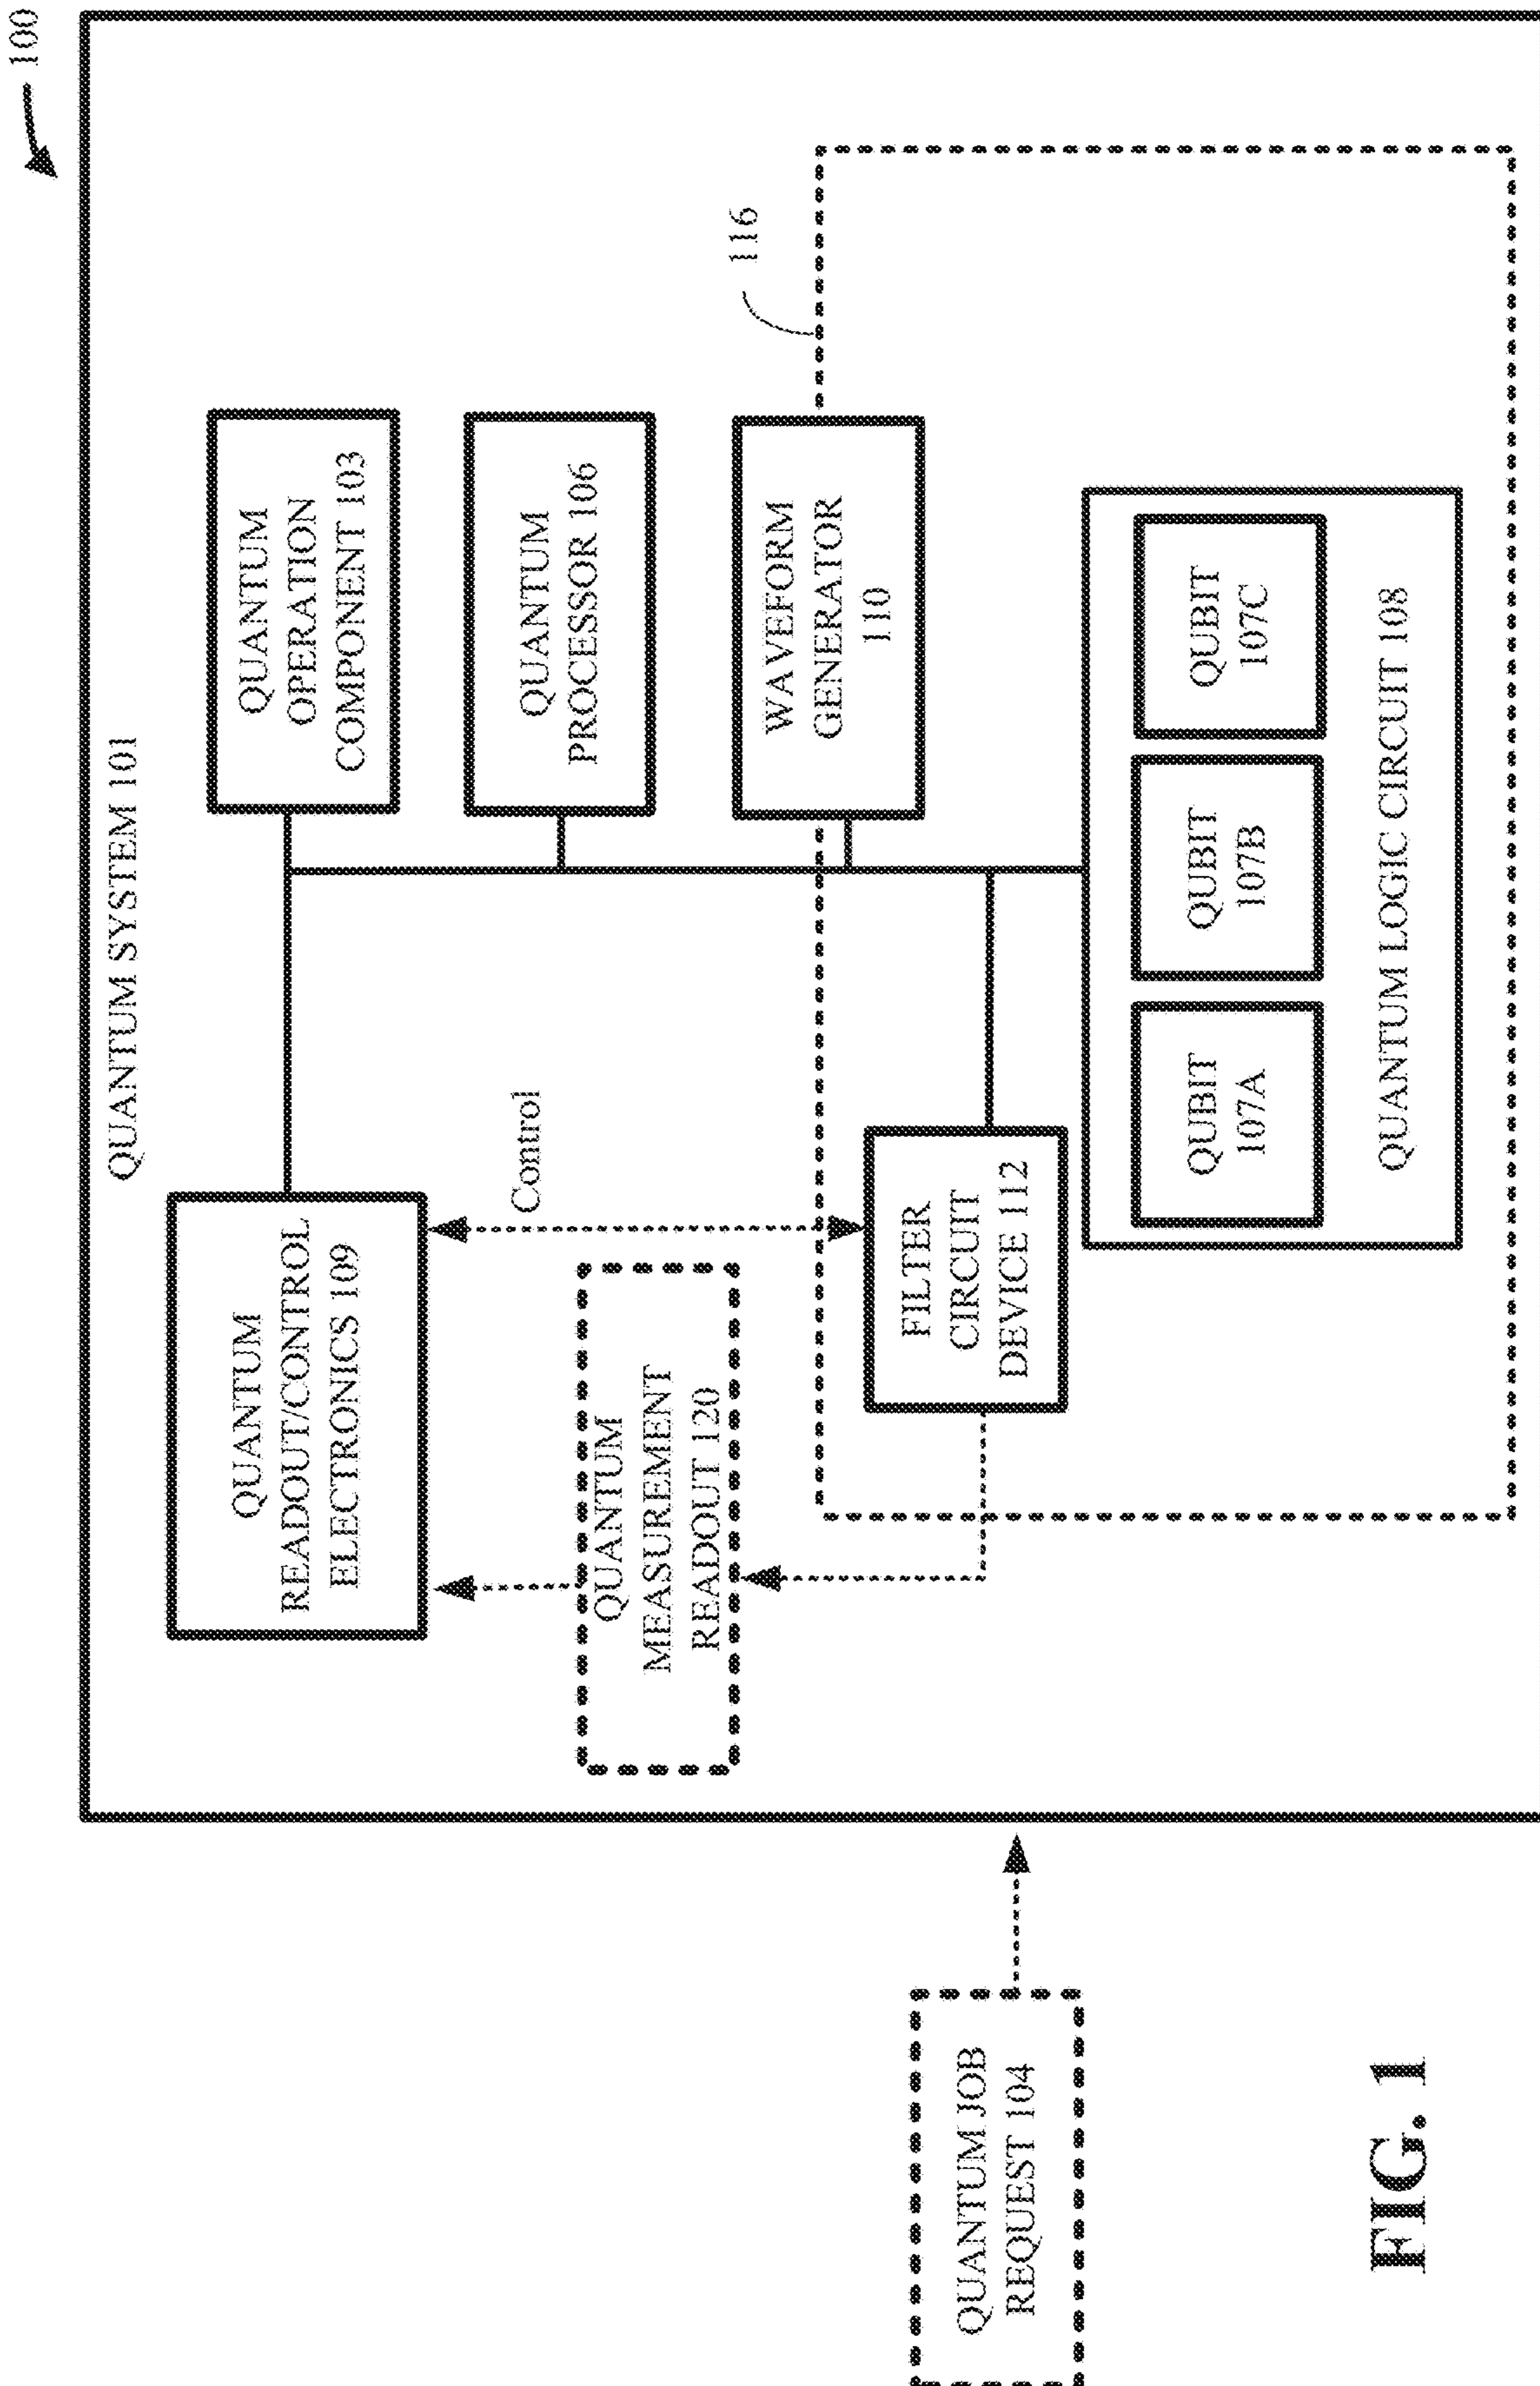 100
QUANTUM SYSTEM 101
QUANTUM
READOUT/CONTROL
ELECTRONICS 109
QUANTUM
OPERATION
COMPONENT 103
Control
QUANTUM
PROCESSOR 106
QUANTUM
MEASUREMENT
READOUT 120
116
WAVEFORM
GENERATOR
110
FILTER
CIRCUIT
DEVICE 112
QUANTUM JOB
REQUEST 104
QUBIT
107A
QUBIT
107B
QUBIT
107C
QUANTUM LOGIC CIRCUIT 108
FIG. 1